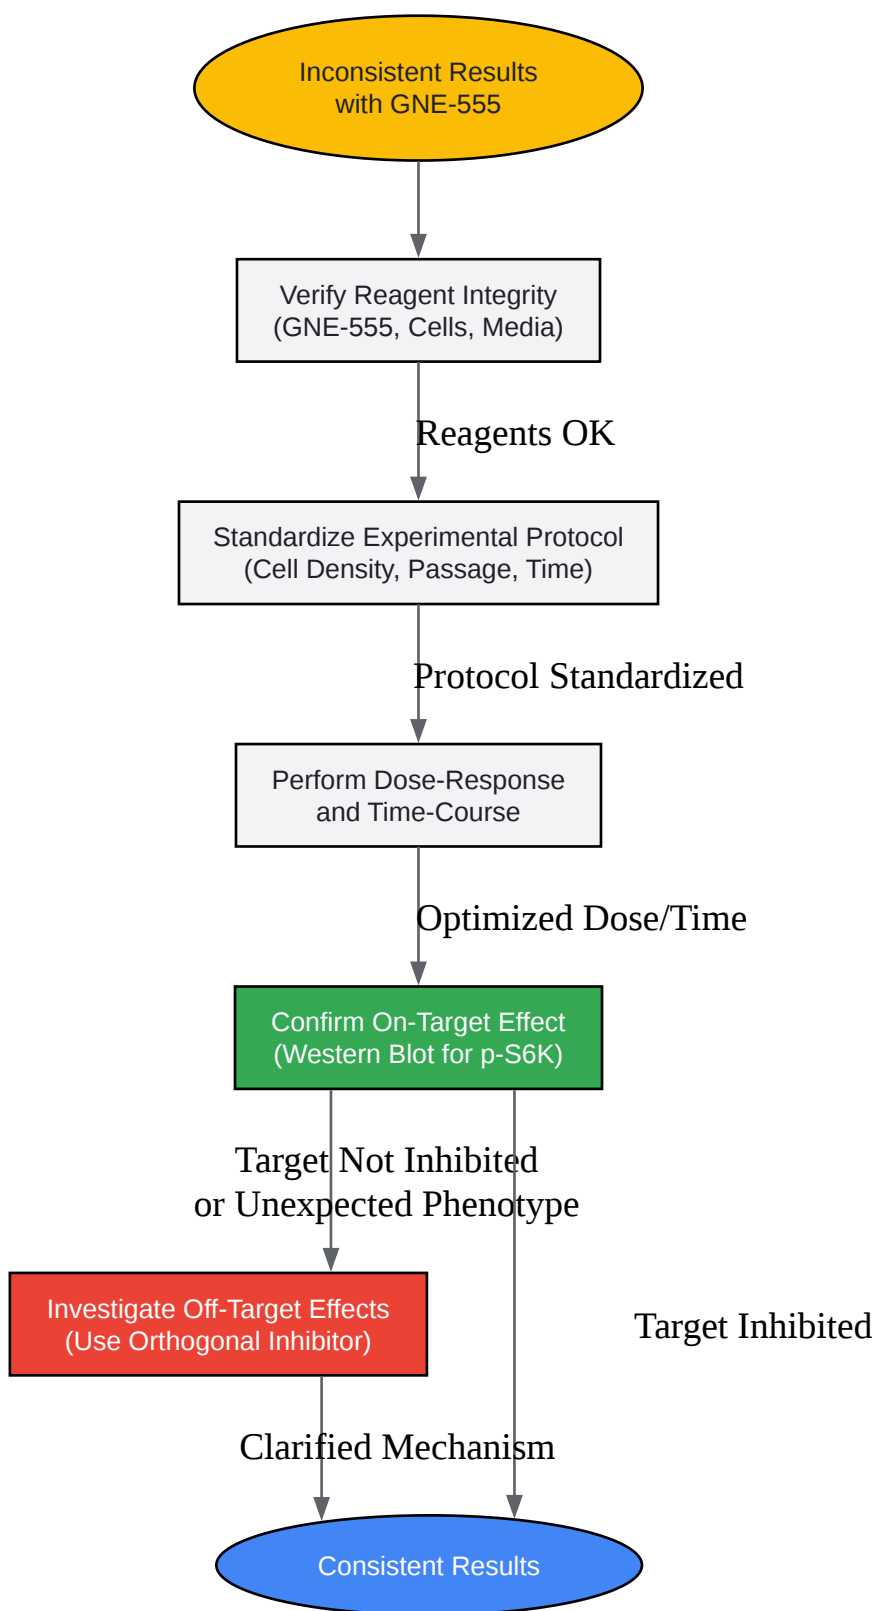 Inconsistent Results
with GNE-555
Verify Reagent Integrity
(GNE-555, Cells, Media)
Reagents OK
Standardize Experimental Protocol
(Cell Density, Passage, Time)
Protocol Standardized
Perform Dose-Response
and Time-Course
Optimized Dose/Time
Confirm On-Target Effect
(Western Blot for p-S6K)
Target Not Inhibited
or Unexpected Phenotype
Investigate Off-Target Effects
(Use Orthogonal Inhibitor)
Target Inhibited
Clarified Mechanism
Consistent Results